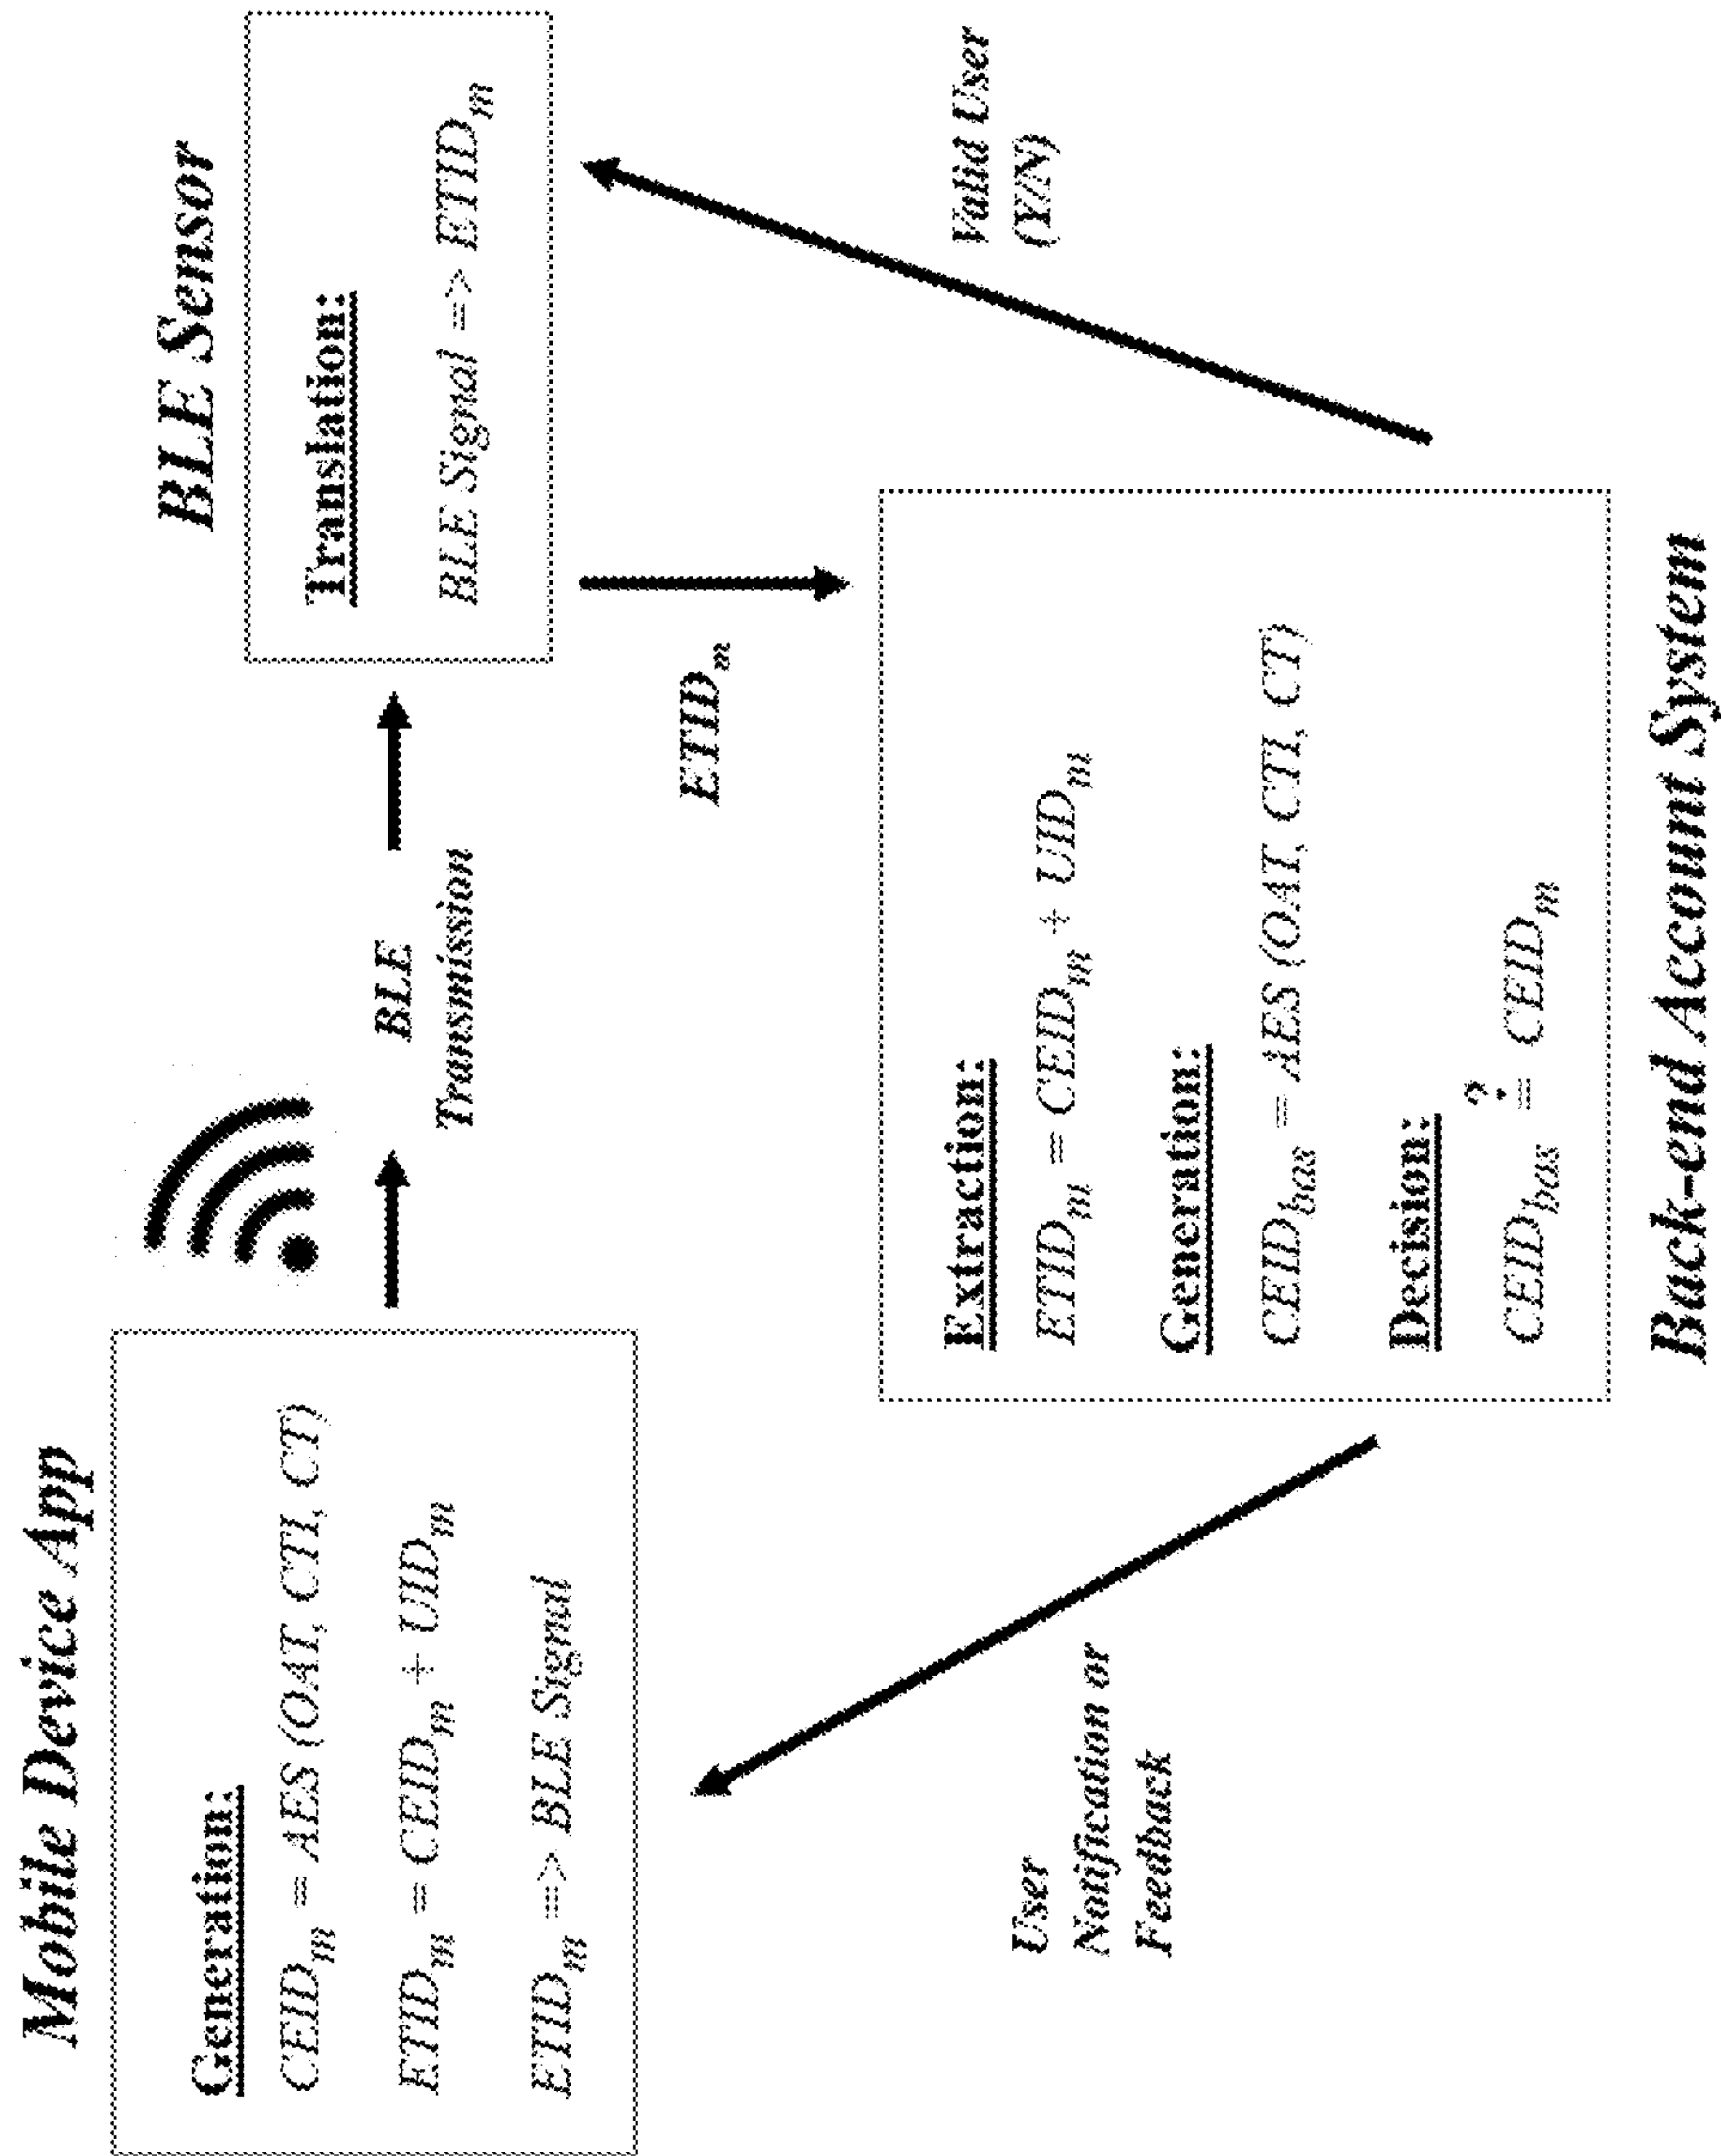 Mobile Device App
Generation:
CEID_m = AES (OAT, CTI, CT)
ETID_m = CEID_m + UID_m
ETID_m => BLE Signal
BLE
Transmission
BLE Sensor
Translation:
BLE Signal => ETID_m
ETID_m
Valid User
(Y/N)
User
Notification or
Feedback
Extraction:
ETID_m = CEID_m + UID_m
Generation:
CEID_bas = AES (OAT, CTI, CT)
Decision:
?
CEID_bas = CEID_m
Back-end Account System